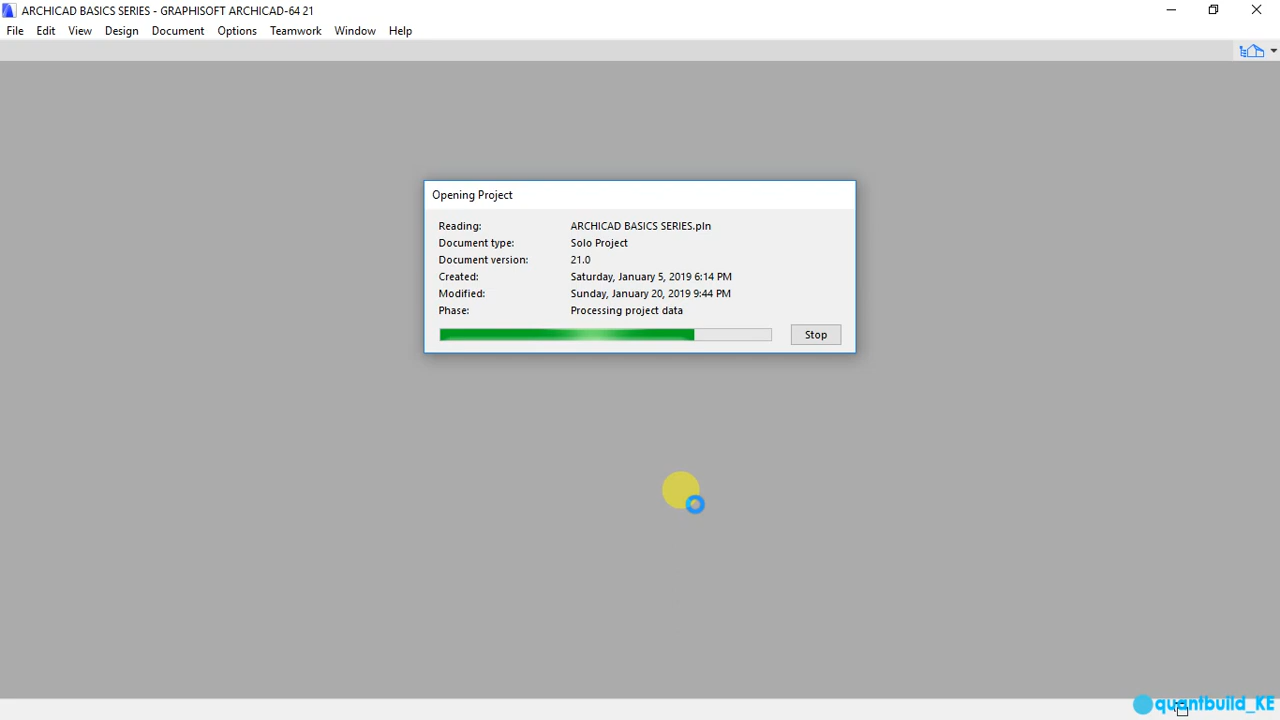 ARCHICAD BASICS SERIES - GRAPHISOFT ARCHICAD-64 21
File Edit View Design Document Options Teamwork Window Help
Opening Project
Reading: ARCHICAD BASICS SERIES.pln
Document type: Solo Project
Document version: 21.0
Created: Saturday, January 5, 2019 6:14 PM
Modified: Sunday, January 20, 2019 9:44 PM
Phase: Processing project data
Stop
quantbuild_KE